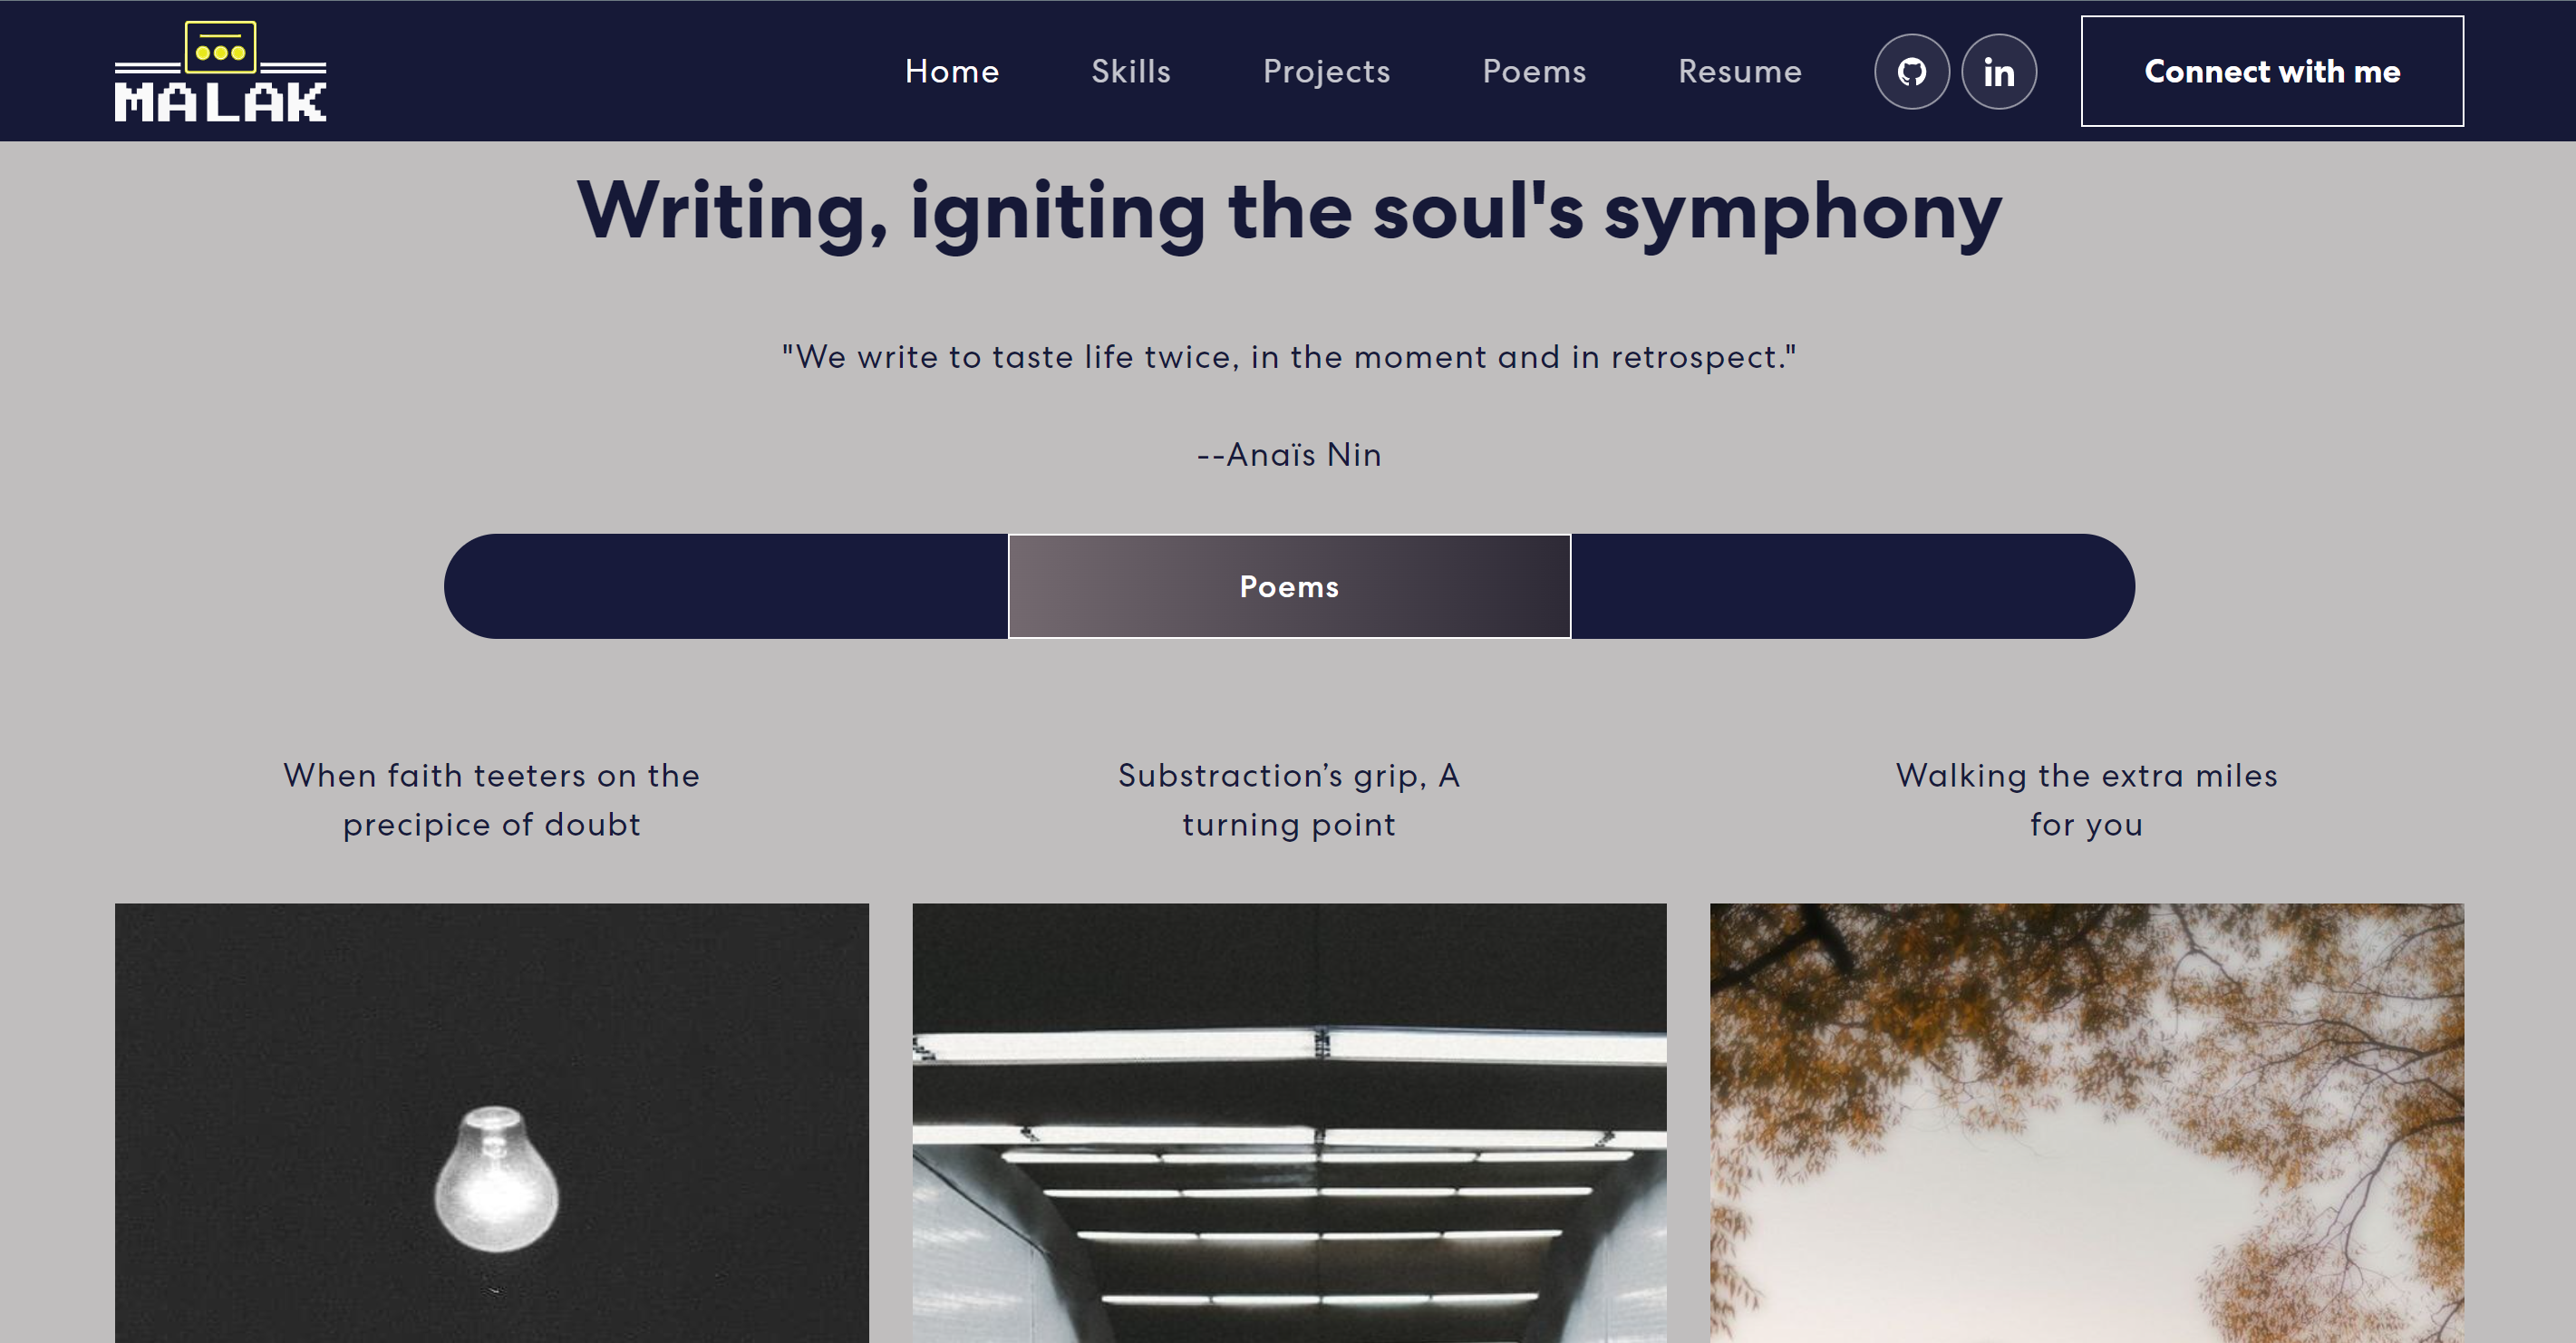 MALAK
Home Skills Projects Poems Resume in Connect with me
Writing, igniting the soul's symphony
"We write to taste life twice, in the moment and in retrospect."
--Anaïs Nin
Poems
When faith teeters on the
precipice of doubt
Substraction’s grip, A
turning point
Walking the extra miles
for you